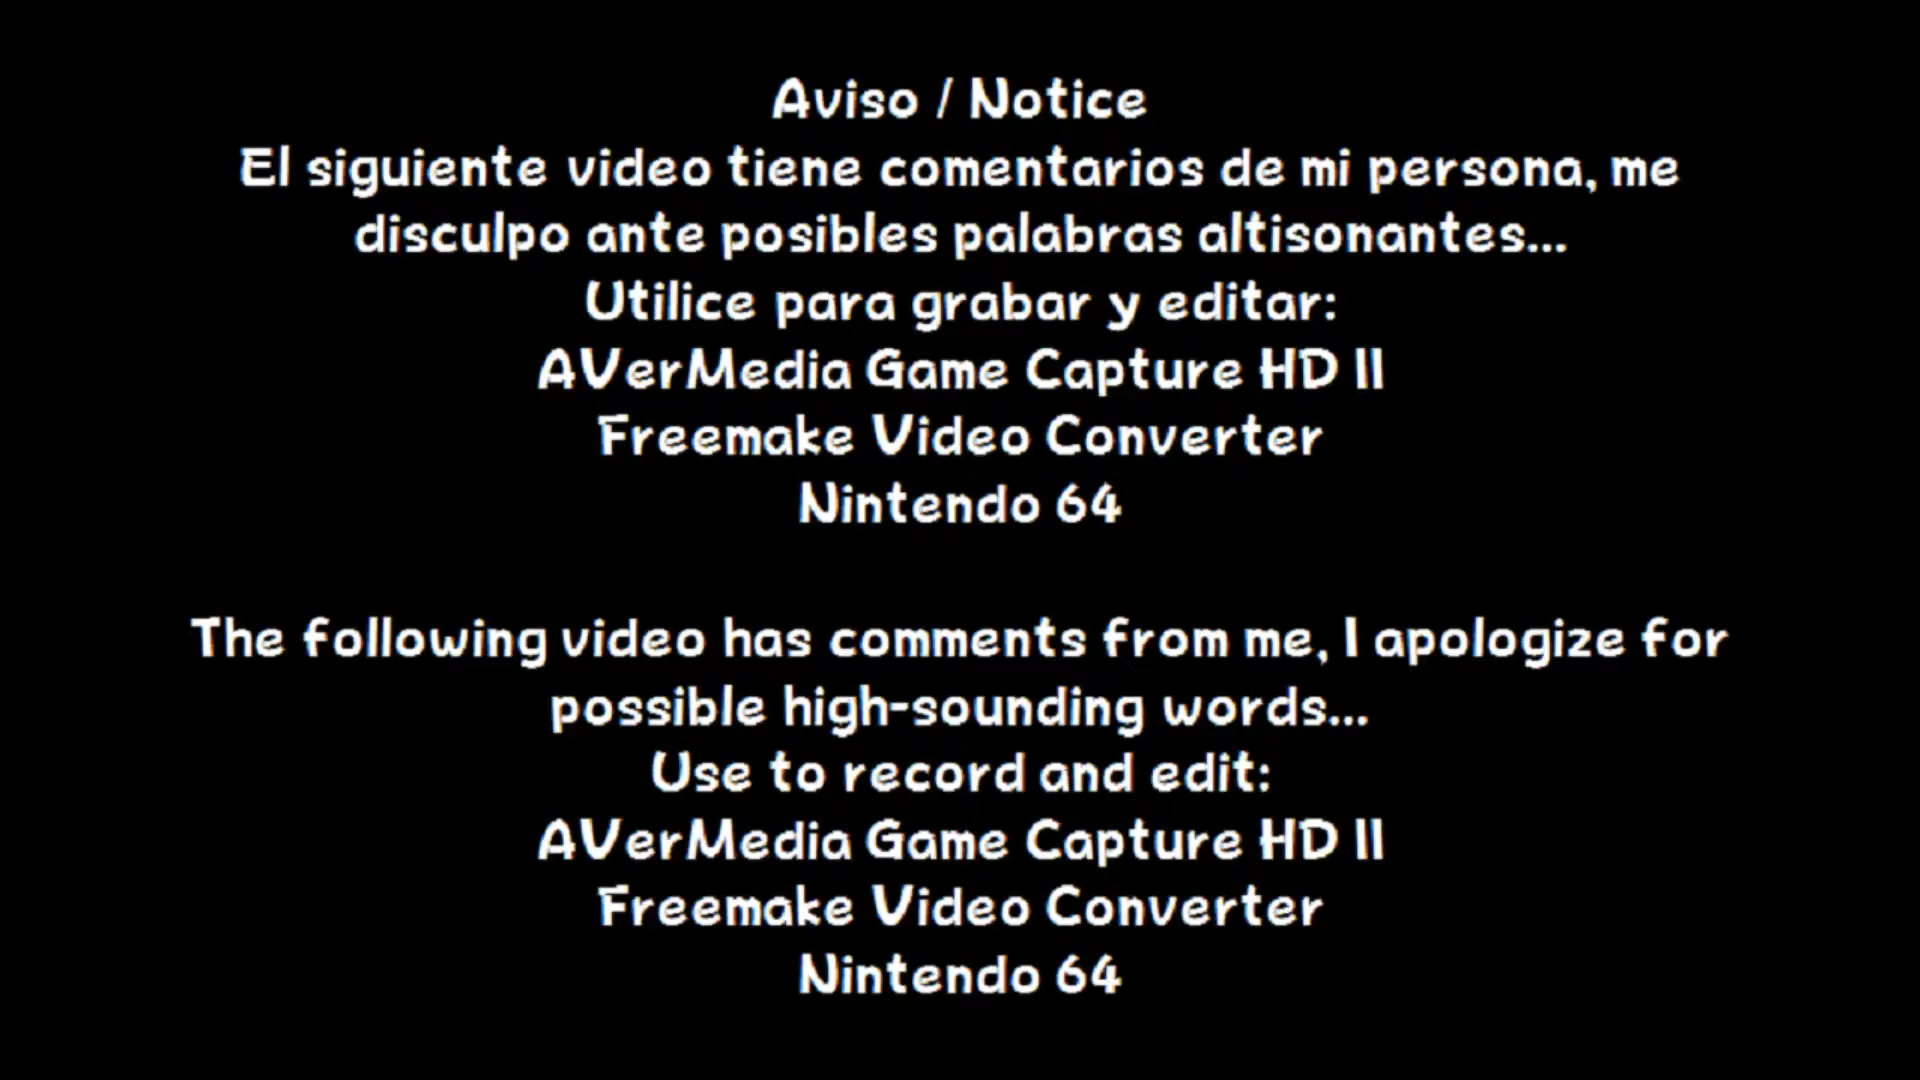 Aviso / Notice
El siguiente video tiene comentarios de mi persona, me
disculpo ante posibles palabras altisonantes...
Utilice para grabar y editar:
AVerMedia Game Capture HD II
Freemake Video Converter
Nintendo 64
The following video has comments from me, I apologize for
possible high-sounding words...
Use to record and edit:
AVerMedia Game Capture HD II
Freemake Video Converter
Nintendo 64